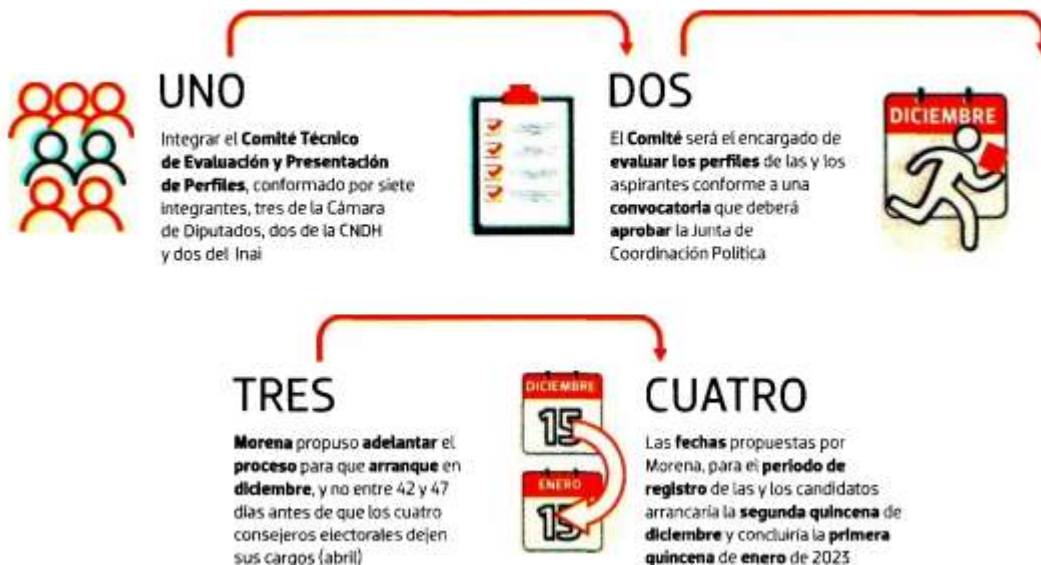 UNO
Integrar el Comité Técnico
de Evaluación y Presentación
de Perfiles, conformado por siete
integrantes, tres de la Cámara
de Diputados, dos de la CNDH
y dos del Inai
DOS
El Comité será el encargado de
evaluar los perfiles de las y los
aspirantes conforme a una
convocatoria que deberá
aprobar la Junta de
Coordinación Política
DICIEMBRE
TRES
Morena propuso adelantar el
proceso para que arranque en
diciembre, y no entre 42 y 47
días antes de que los cuatro
consejeros electorales dejen
sus cargos (abril)
DICIEMBRE
15
ENERO
15
CUATRO
Las fechas propuestas por
Morena, para el periodo de
registro de las y los candidatos
arrancaría la segunda quincena de
diciembre y concluiría la primera
quincena de enero de 2023